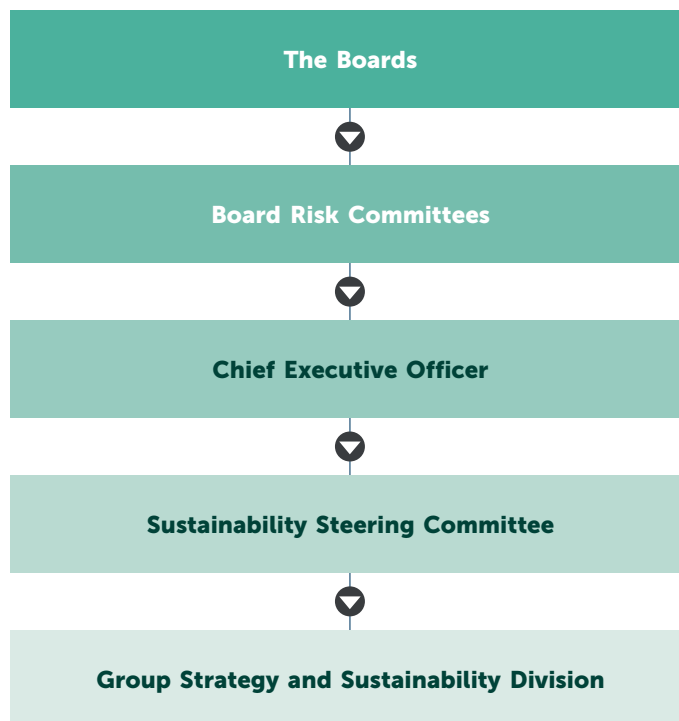 The Boards
Board Risk Committees
Chief Executive Officer
Sustainability Steering Committee
Group Strategy and Sustainability Division